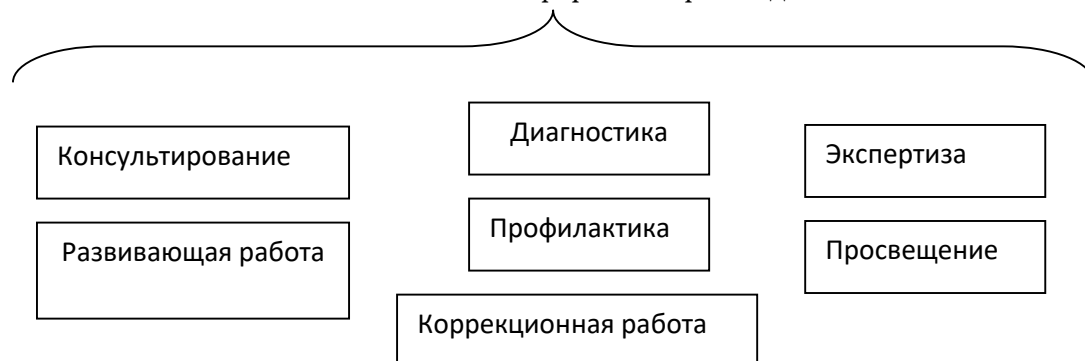 Консультирование
Диагностика
Экспертиза
Развивающая работа
Профилактика
Просвещение
Коррекционная работа